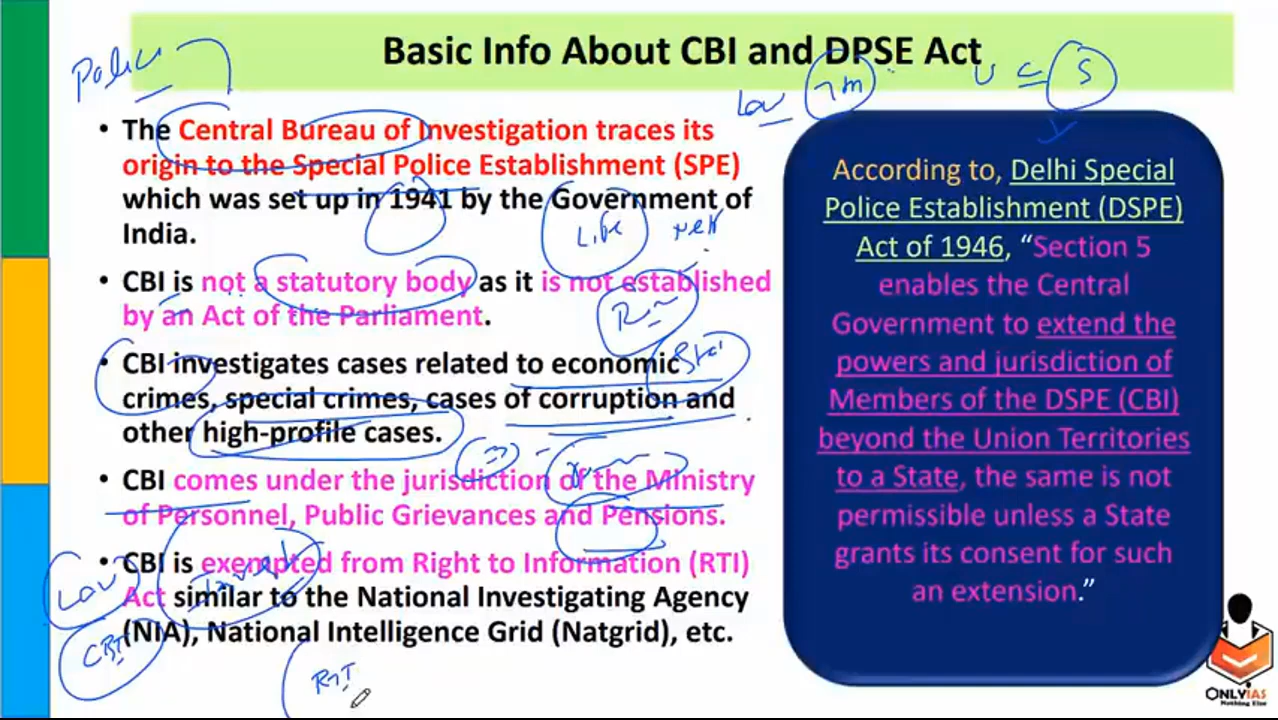 Basic Info About CBI and DPSE Act
Police
Law
U C S
• The Central Bureau of Investigation traces its
origin to the Special Police Establishment (SPE)
which was set up in 1941 by the Government of
India.
Life
• CBI is not a statutory body as it is not established
by an Act of the Parliament.
• CBI investigates cases related to economic
crimes, special crimes, cases of corruption and
other high-profile cases.
• CBI comes under the jurisdiction of the Ministry
of Personnel, Public Grievances and Pensions.
• CBI is exempted from Right to Information (RTI)
Act similar to the National Investigating Agency
(NIA), National Intelligence Grid (Natgrid), etc.
Law
Invest
CBI
According to, Delhi Special
Police Establishment (DSPE)
Act of 1946, “Section 5
enables the Central
Government to extend the
powers and jurisdiction of
Members of the DSPE (CBI)
beyond the Union Territories
to a State, the same is not
permissible unless a State
grants its consent for such
an extension.”
ONLYIAS
Nothing Else